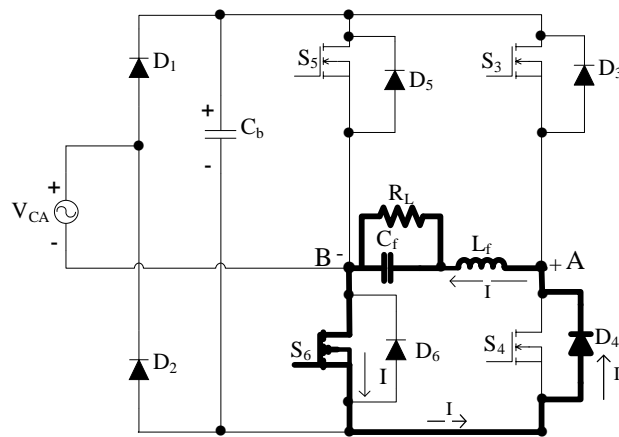 D1
S5
D5
S3
D3
+
Cb
-
+
VCA
-
RL
Cf
Lf
B -
+ A
I
D2
S6
I
D6
S4
D4
I
I